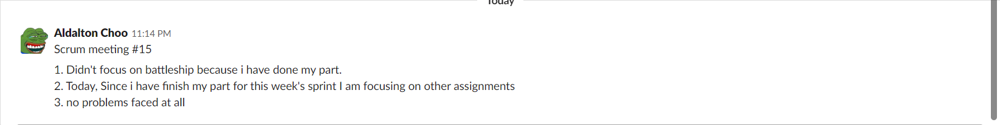 Today
Aldalton Choo 11:14 PM
Scrum meeting #15
1. Didn't focus on battleship because i have done my part.
2. Today, Since i have finish my part for this week's sprint I am focusing on other assignments
3. no problems faced at all